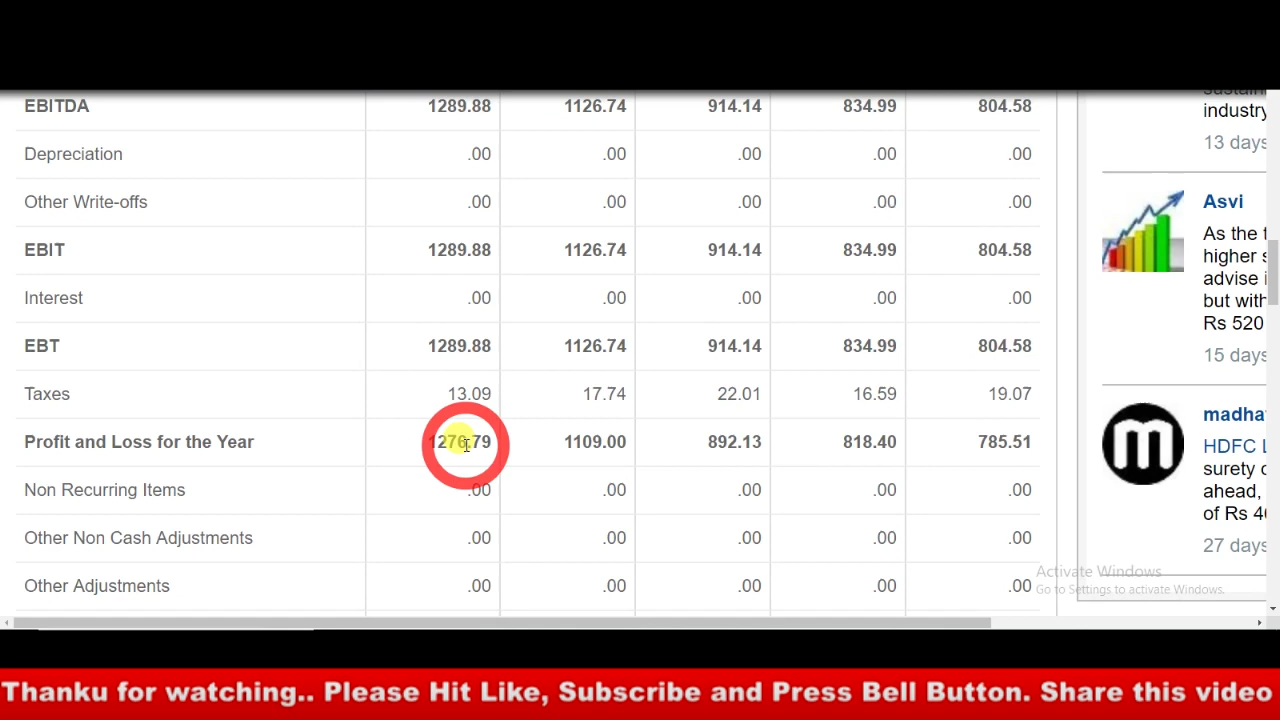 EBITDA 1289.88 1126.74 914.14 834.99 804.58
Depreciation .00 .00 .00 .00 .00
Other Write-offs .00 .00 .00 .00 .00
EBIT 1289.88 1126.74 914.14 834.99 804.58
Interest .00 .00 .00 .00 .00
EBT 1289.88 1126.74 914.14 834.99 804.58
Taxes 13.09 17.74 22.01 16.59 19.07
Profit and Loss for the Year 1276.79 1109.00 892.13 818.40 785.51
Non Recurring Items .00 .00 .00 .00 .00
Other Non Cash Adjustments .00 .00 .00 .00 .00
Other Adjustments .00 .00 .00 .00 .00
industry
13 days
Asvi
As the
higher
advise
but with
Rs 520
15 days
madha
HDFC L
surety
ahead,
of Rs
27 days
Activate Windows
Go to Settings to activate Windows.
Thanku for watching.. Please Hit Like, Subscribe and Press Bell Button. Share this video